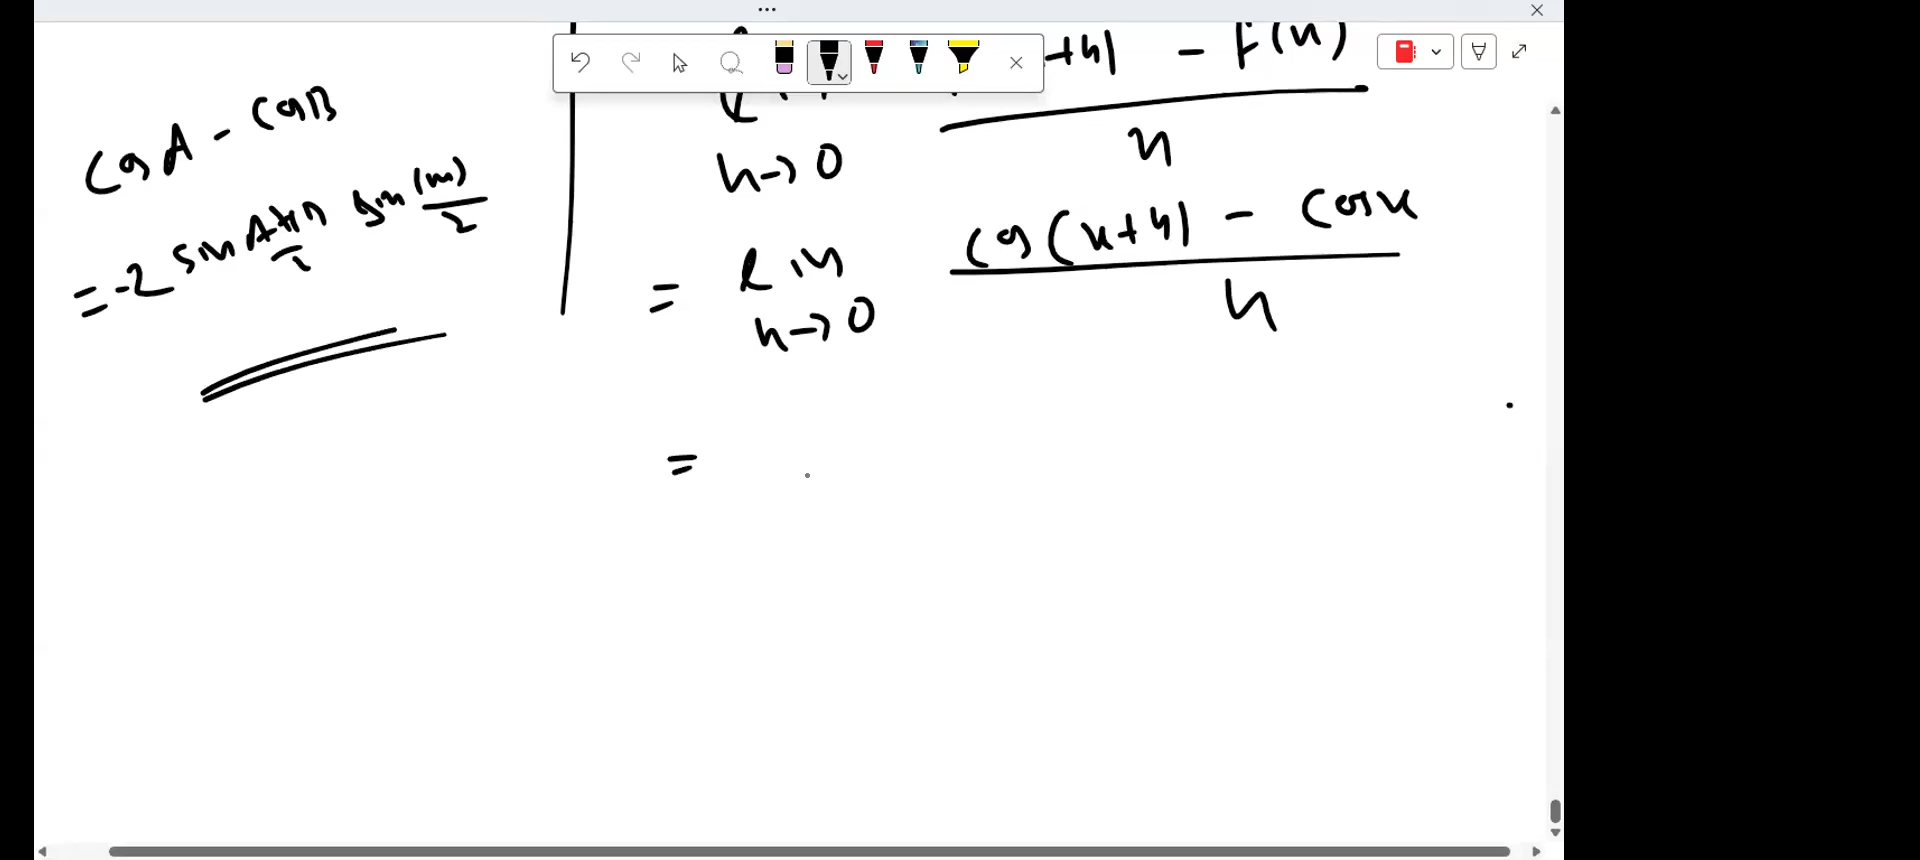 cos A - cos B
= -2 sin A+B/2 sin ( )/2
+h) - F(x)
h→0
h
= lim cos(x+h) - cos x
h→0 h
=